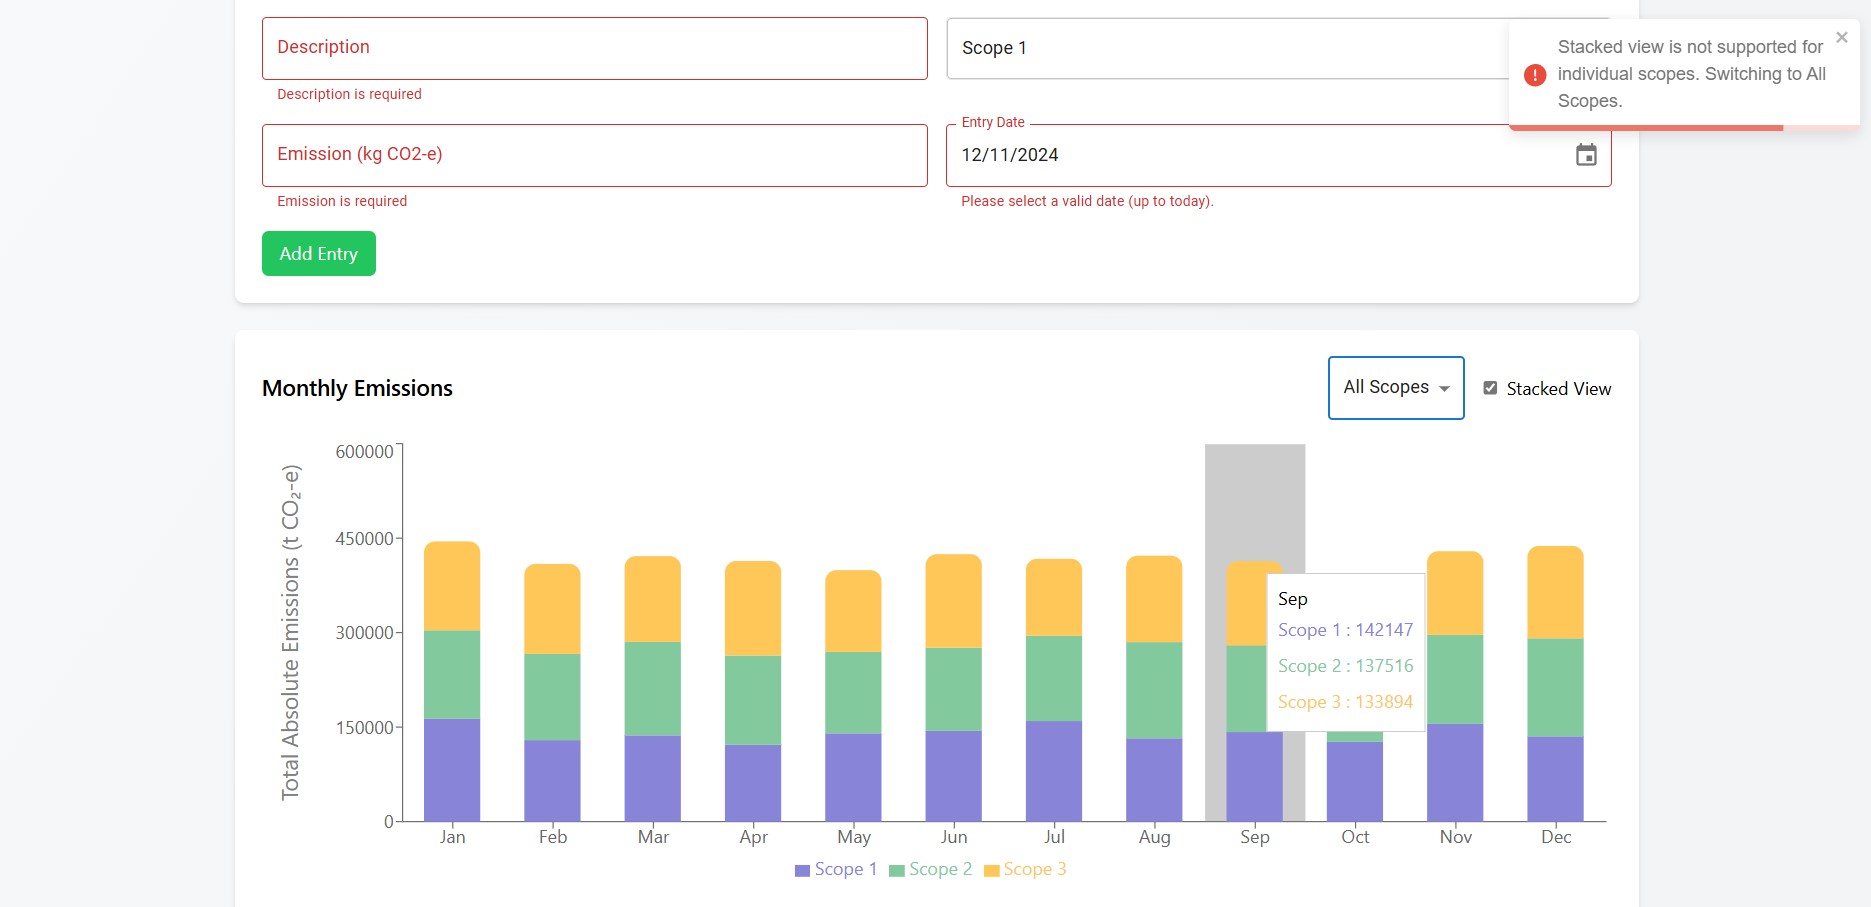 Description
Description is required
Scope 1
Stacked view is not supported for
individual scopes. Switching to All
Scopes.
Emission (kg CO2-e)
Emission is required
Entry Date
12/11/2024
Please select a valid date (up to today).
Add Entry
Monthly Emissions
All Scopes
Stacked View
Total Absolute Emissions (t CO₂-e)
600000
450000
300000
150000
0
Sep
Scope 1 : 142147
Scope 2 : 137516
Scope 3 : 133894
Jan Feb Mar Apr May Jun Jul Aug Sep Oct Nov Dec
Scope 1 Scope 2 Scope 3